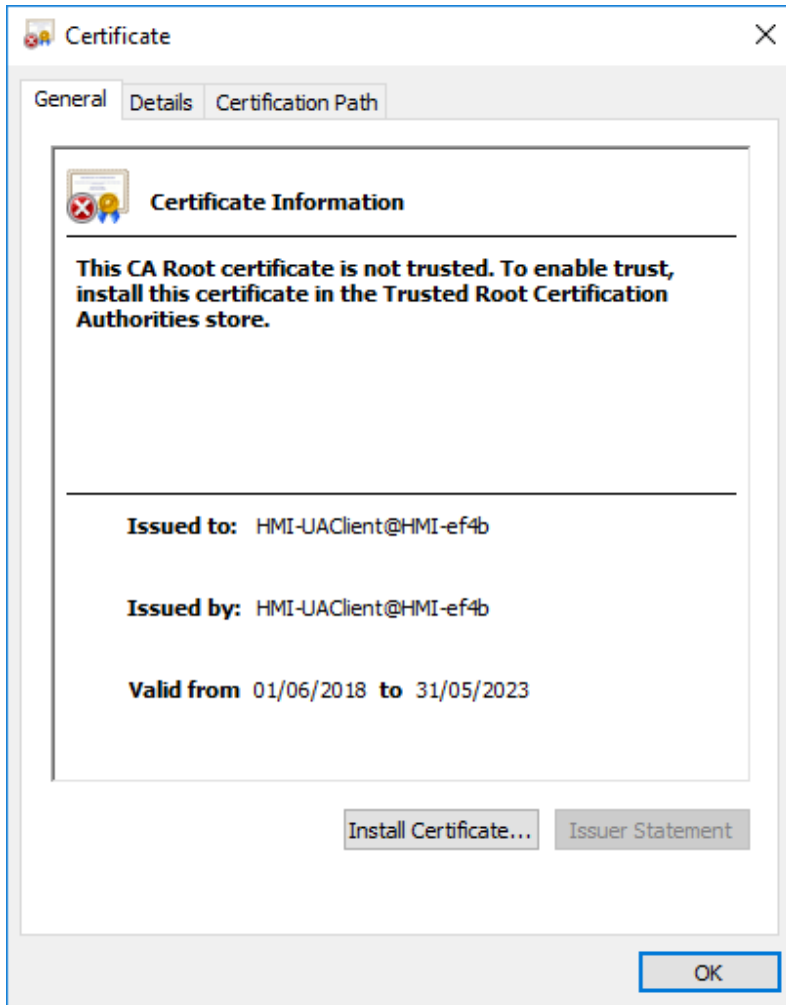 Certificate
General Details Certification Path
Certificate Information
This CA Root certificate is not trusted. To enable trust,
install this certificate in the Trusted Root Certification
Authorities store.
Issued to: HMI-UAClient@HMI-ef4b
Issued by: HMI-UAClient@HMI-ef4b
Valid from 01/06/2018 to 31/05/2023
Install Certificate... Issuer Statement
OK